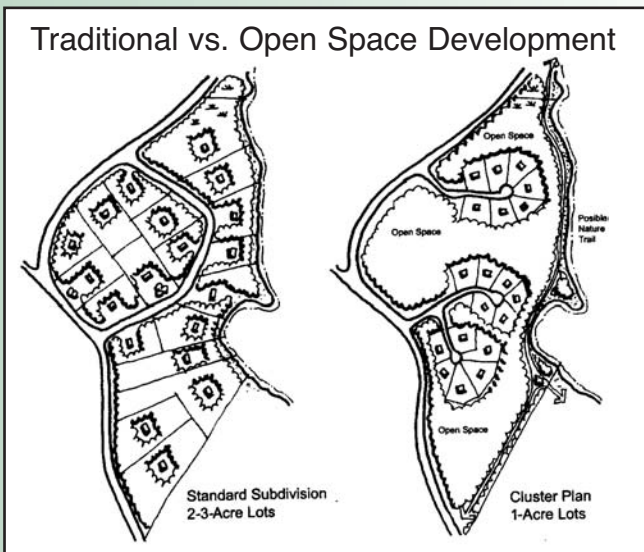 Traditional vs. Open Space Development
Open Space
Open Space
Posible
Nature
Trail
Open Space
Standard Subdivision
2-3-Acre Lots
Cluster Plan
1-Acre Lots